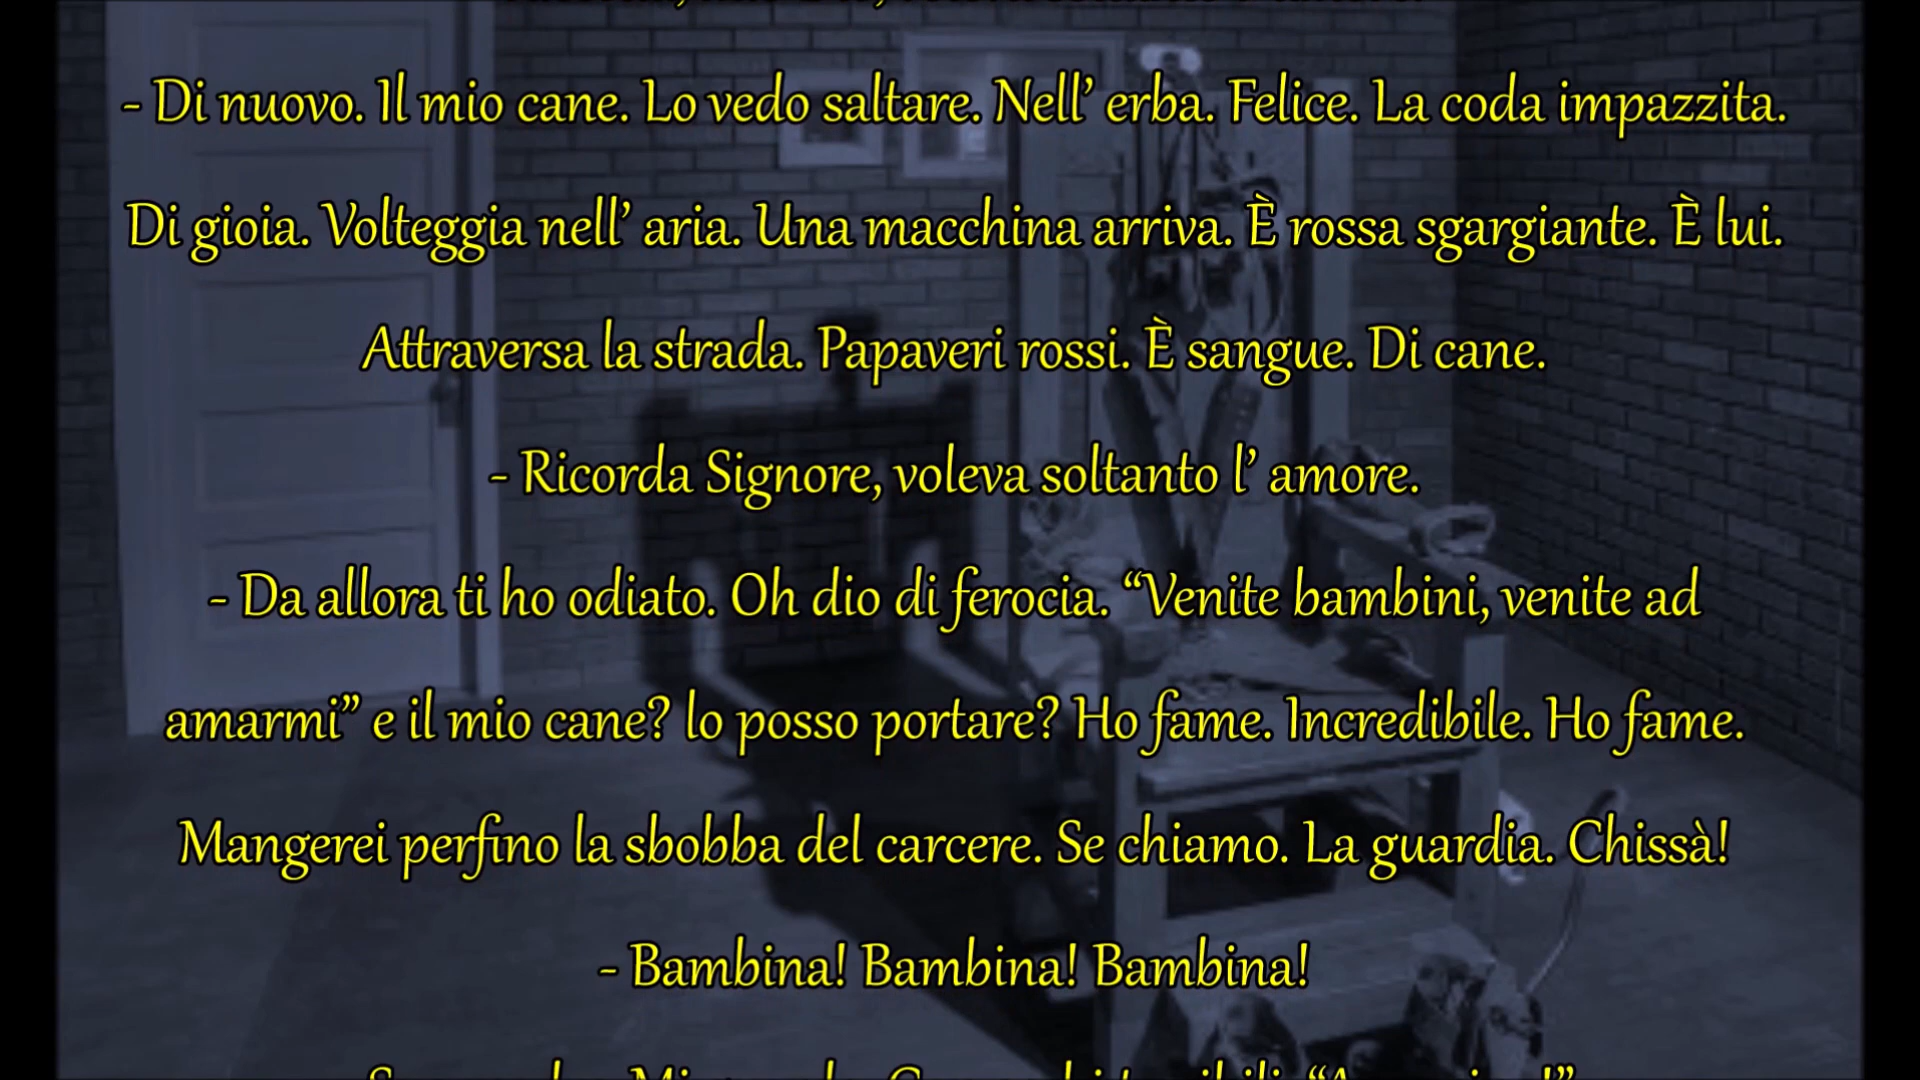 - Di nuovo. Il mio cane. Lo vedo saltare. Nell’ erba. Felice. La coda impazzita.
Di gioia. Volteggia nell’ aria. Una macchina arriva. È rossa sgargiante. È lui.
Attraversa la strada. Papaveri rossi. È sangue. Di cane.
- Ricorda Signore, voleva soltanto l’ amore.
- Da allora ti ho odiato. Oh dio di ferocia. “Venite bambini, venite ad
amarmi” e il mio cane? lo posso portare? Ho fame. Incredibile. Ho fame.
Mangerei perfino la sbobba del carcere. Se chiamo. La guardia. Chissà!
- Bambina! Bambina! Bambina!